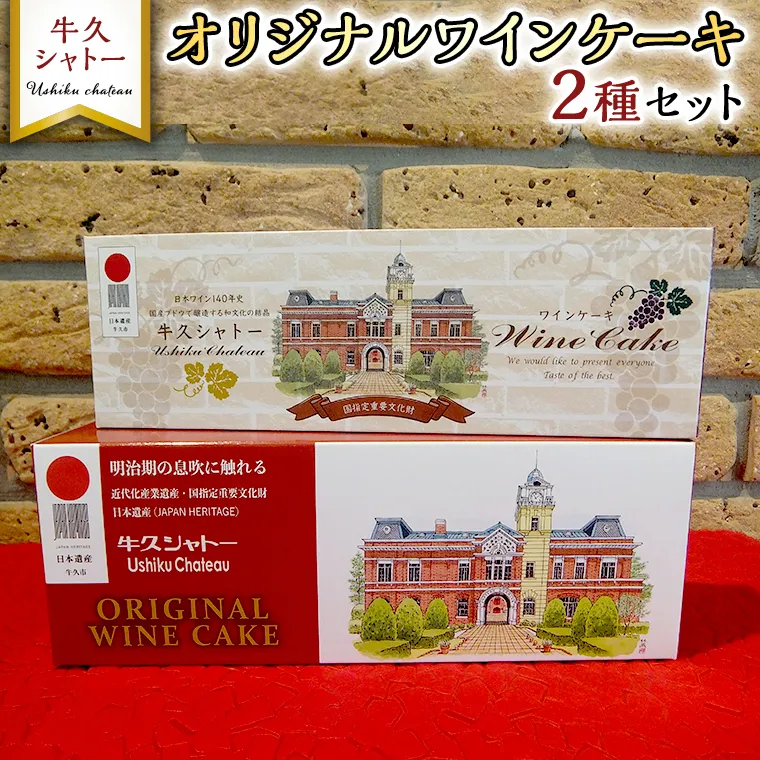 牛久
シャトー
Ushiku chateau
オリジナルワインケーキ
2種セット
日本遺産
牛久市
日本ワイン140年史
国産ブドウで醸造する和文化の結晶
牛久シャトー
Ushiku Chateau
国指定重要文化財
ワインケーキ
Wine Cake
We would like to present everyone
Taste of the best.
JAPAN HERITAGE
日本遺産
牛久市
明治期の息吹に触れる
近代化産業遺産・国指定重要文化財
日本遺産（JAPAN HERITAGE）
牛久シャトー
Ushiku Chateau
ORIGINAL
WINE CAKE